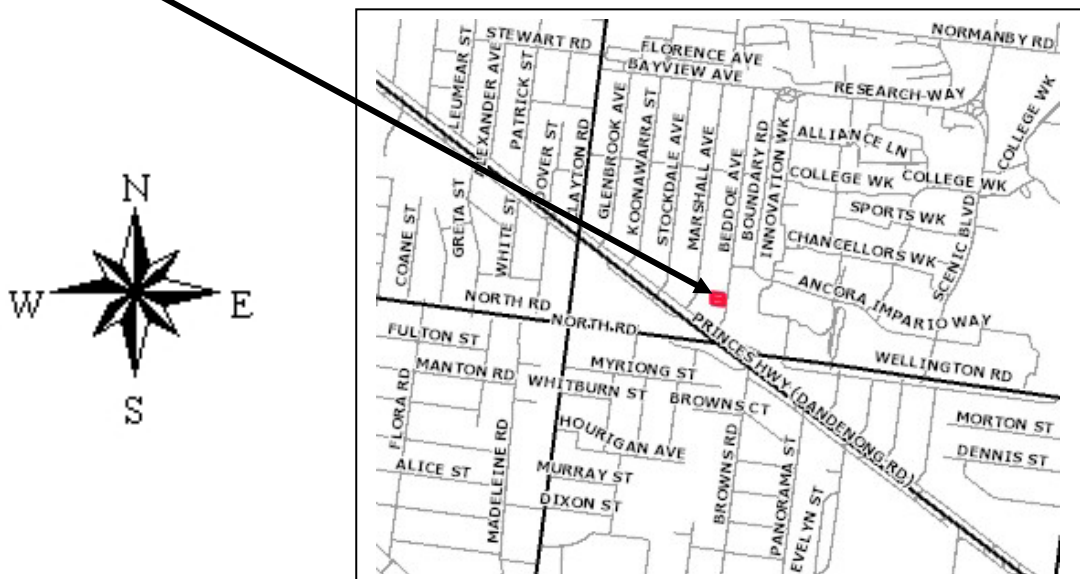 N
W
E
S
NORMANBY RD
STEWART RD
FLORENCE AVE
BAYVIEW AVE
LEUMEAR ST
ALEXANDER AVE
PATRICK ST
DOVER ST
CLAYTON RD
GLENBROOK AVE
KOONAWARRA ST
STOCKDALE AVE
MARSHALL AVE
BEDDOE AVE
BOUNDARY RD
INNOVATION WK
RESEARCH-WAY
ALLIANCE LN
COLLEGE WK
COLLEGE WK
COLLEGE WK
SPORTS WK
CHANCELLORS WK
SCENIC BLVD
ANCORA IMPARIO WAY
COANE ST
GRETA ST
WHITE ST
NORTH RD
NORTH RD
PRINCES HWY (DANDENONG RD)
WELLINGTON RD
FULTON ST
MANTON RD
FLORA RD
ALICE ST
MADELEINE RD
MYRIONG ST
WHITBURN ST
BROWNS CT
HOURIGAN AVE
MURRAY ST
DIXON ST
BROWNS RD
PANORAMA ST
EVELYN ST
MORTON ST
DENNIS ST